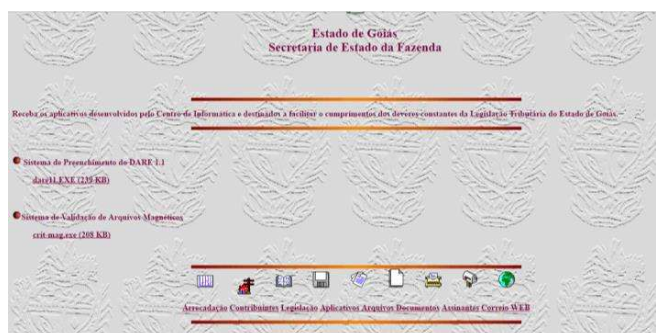 Estado de Goiás
Secretaria de Estado da Fazenda
Receba os aplicativos desenvolvidos pelo Centro de Informática e destinados a facilitar o cumprimentos dos deveres constantes da Legislação Tributária do Estado de Goiás.
Sistema de Preenchimento do DARE 1.1
dare11.EXE (239 KB)
Sistema de Validação de Arquivos Magnéticos
crit-mag.exe (208 KB)
Arrecadação Contribuintes Legislação Aplicativos Arquivos Documentos Assinantes Correio WEB